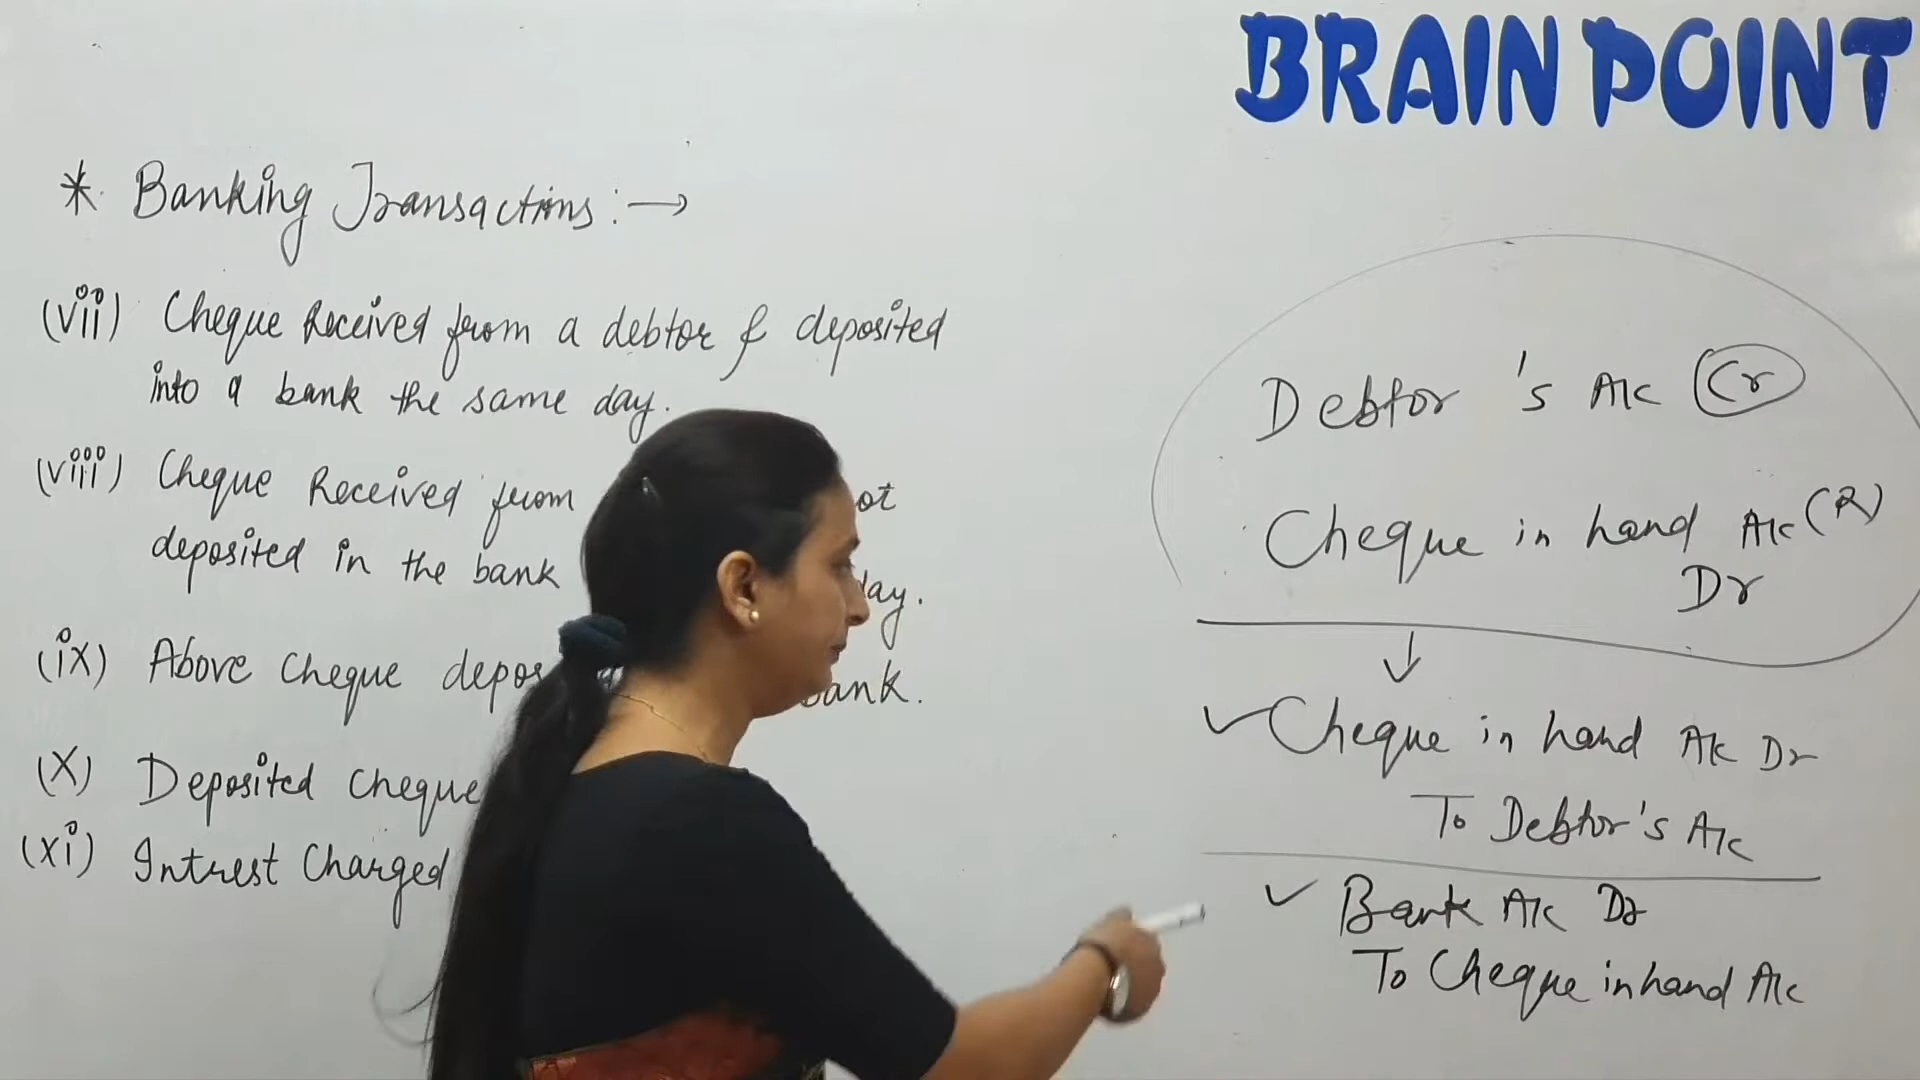 BRAIN POINT
* Banking Transactions :→
(vii) Cheque Received from a debtor & deposited
into a bank the same day.
(viii) Cheque Received from
deposited in the bank day.
(ix) Above Cheque bank.
(X) Deposited Cheque
(xi) Intrest Charged
Debtor's A/c (Cr)
Cheque in hand A/c (R)
Dr
↓
✓ Cheque in hand A/c Dr
To Debtor's A/c
✓ Bank A/c Dr
To Cheque in hand A/c